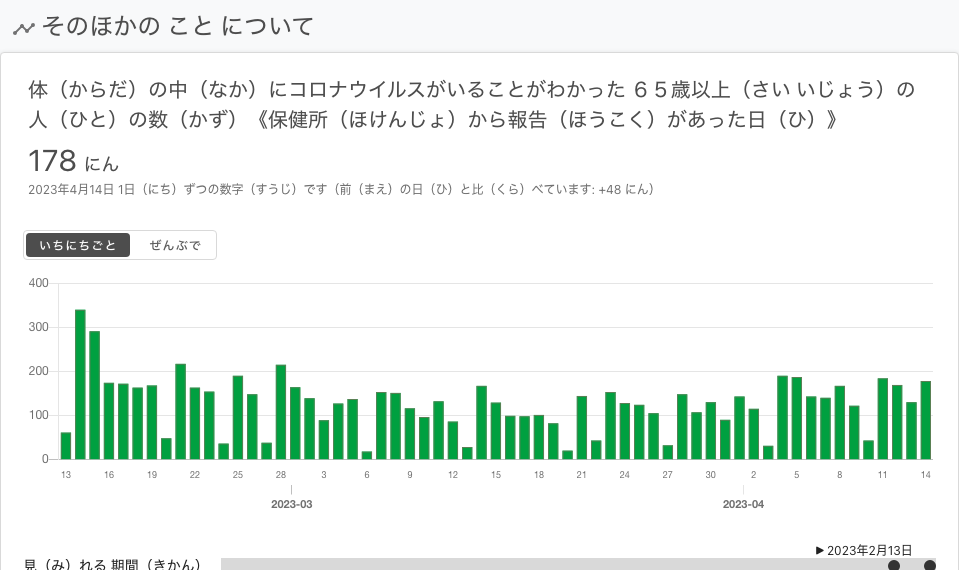 そのほかの こと について
体（からだ）の中（なか）にコロナウイルスがいることがわかった ６５歳以上（さい いじょう）の
人（ひと）の数（かず）《保健所（ほけんじょ）から報告（ほうこく）があった日（ひ）》
178 にん
2023年4月14日 1日（にち）ずつの数字（すうじ）です（前（まえ）の日（ひ）と比（くら）べています: +48 にん）
いちにちごと ぜんぶで
400
300
200
100
0
13 16 19 22 25 28 3 6 9 12 15 18 21 24 27 30 2 5 8 11 14
2023-03 2023-04
▶ 2023年2月13日
見（み）れる 期間（きかん）